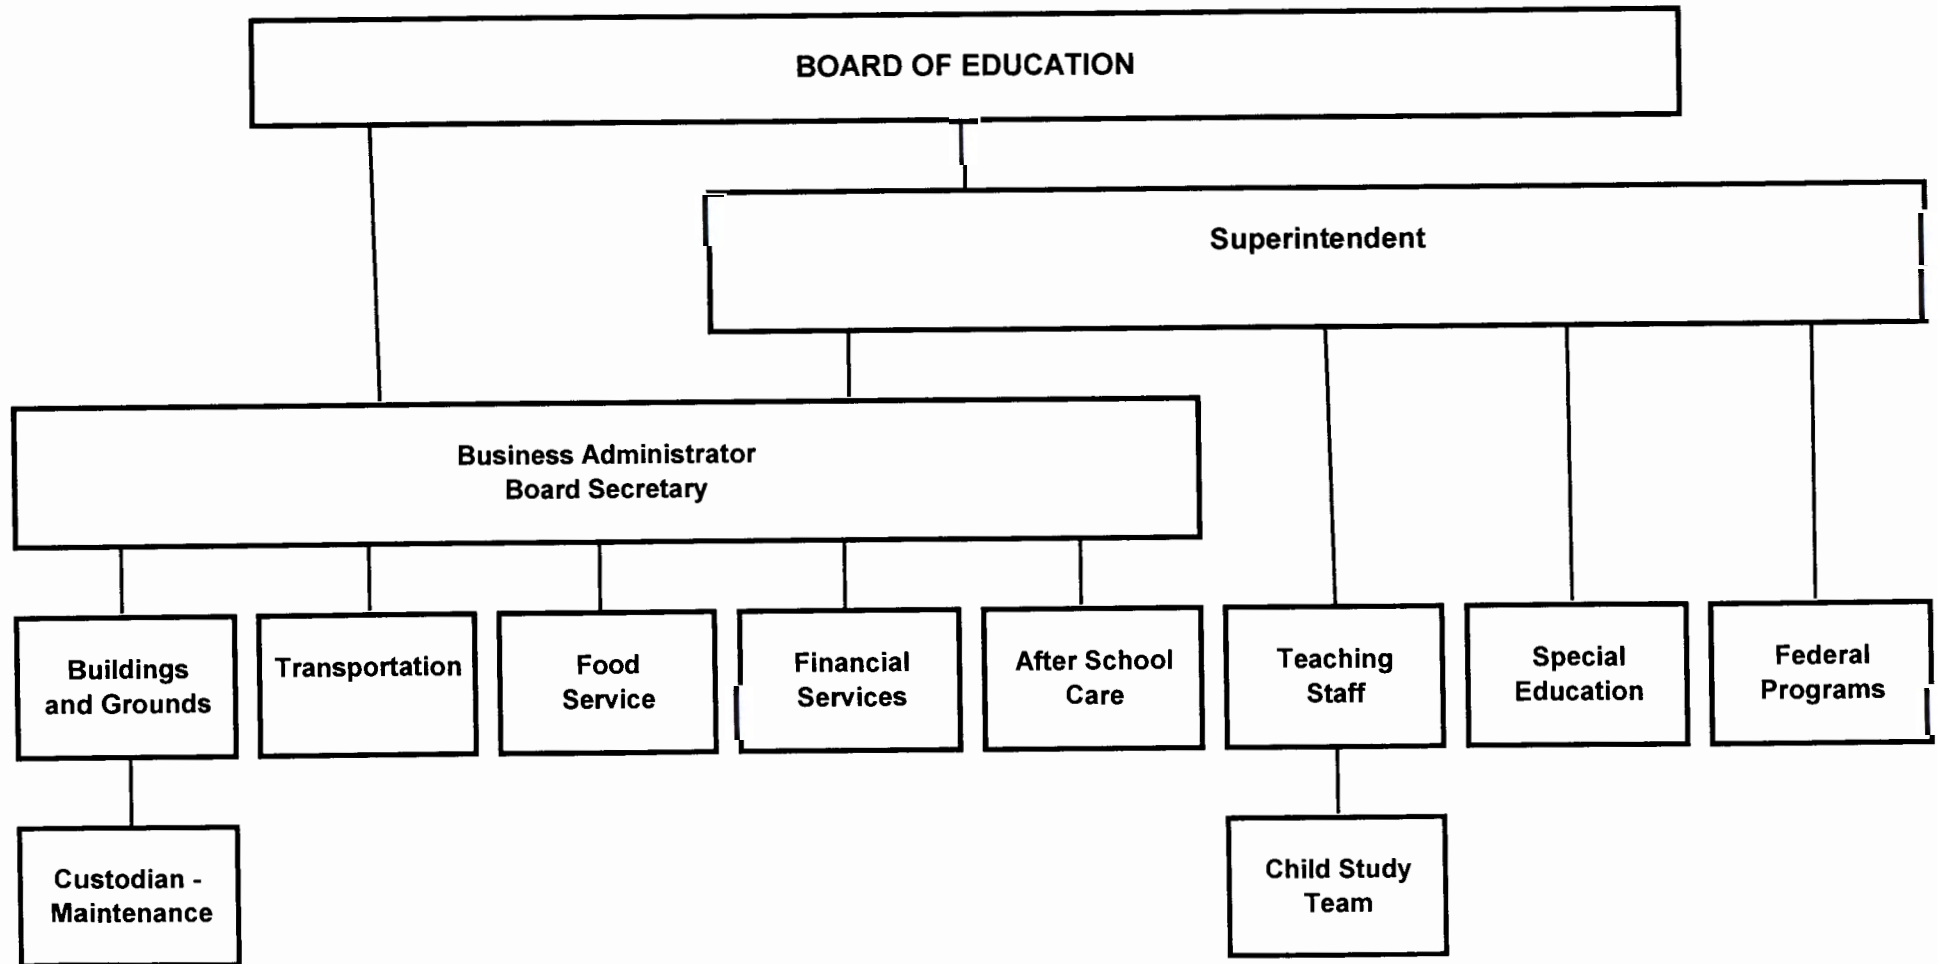 BOARD OF EDUCATION
Superintendent
Business Administrator
Board Secretary
Buildings
and Grounds
Transportation
Food
Service
Financial
Services
After School
Care
Teaching
Staff
Special
Education
Federal
Programs
Custodian -
Maintenance
Child Study
Team